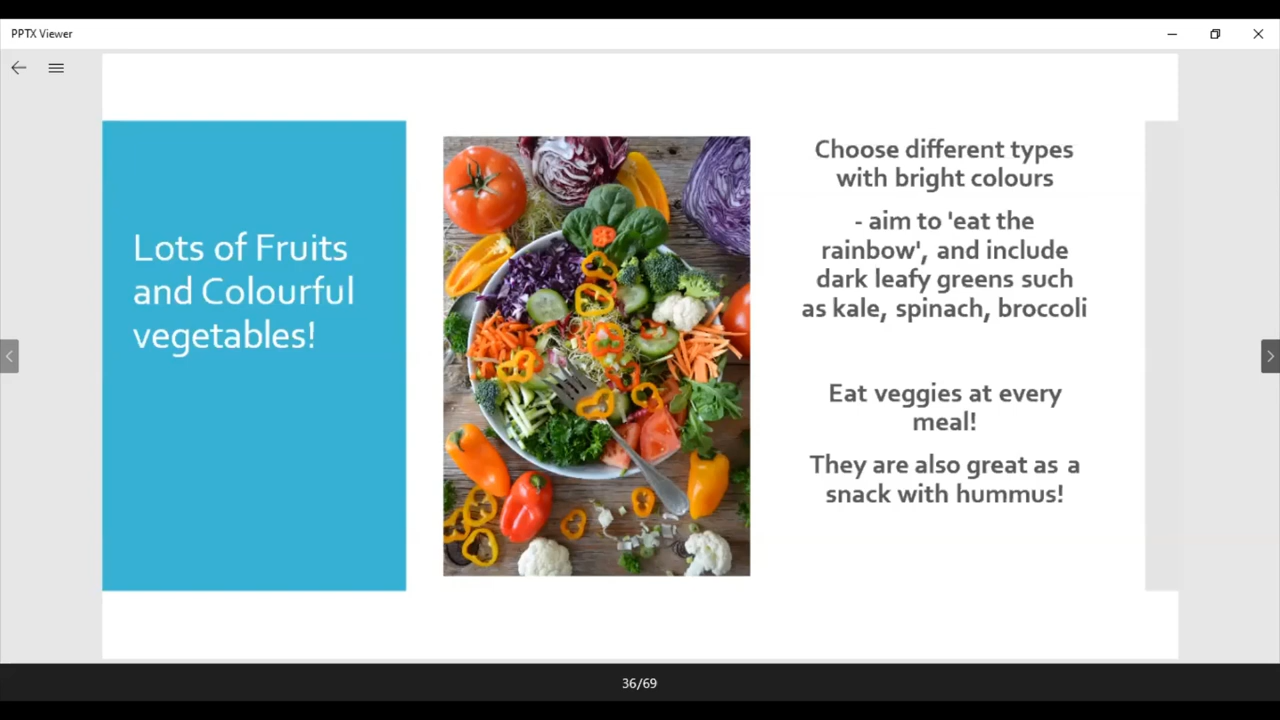 PPTX Viewer
Lots of Fruits
and Colourful
vegetables!
Choose different types
with bright colours
- aim to 'eat the
rainbow', and include
dark leafy greens such
as kale, spinach, broccoli
Eat veggies at every
meal!
They are also great as a
snack with hummus!
36/69